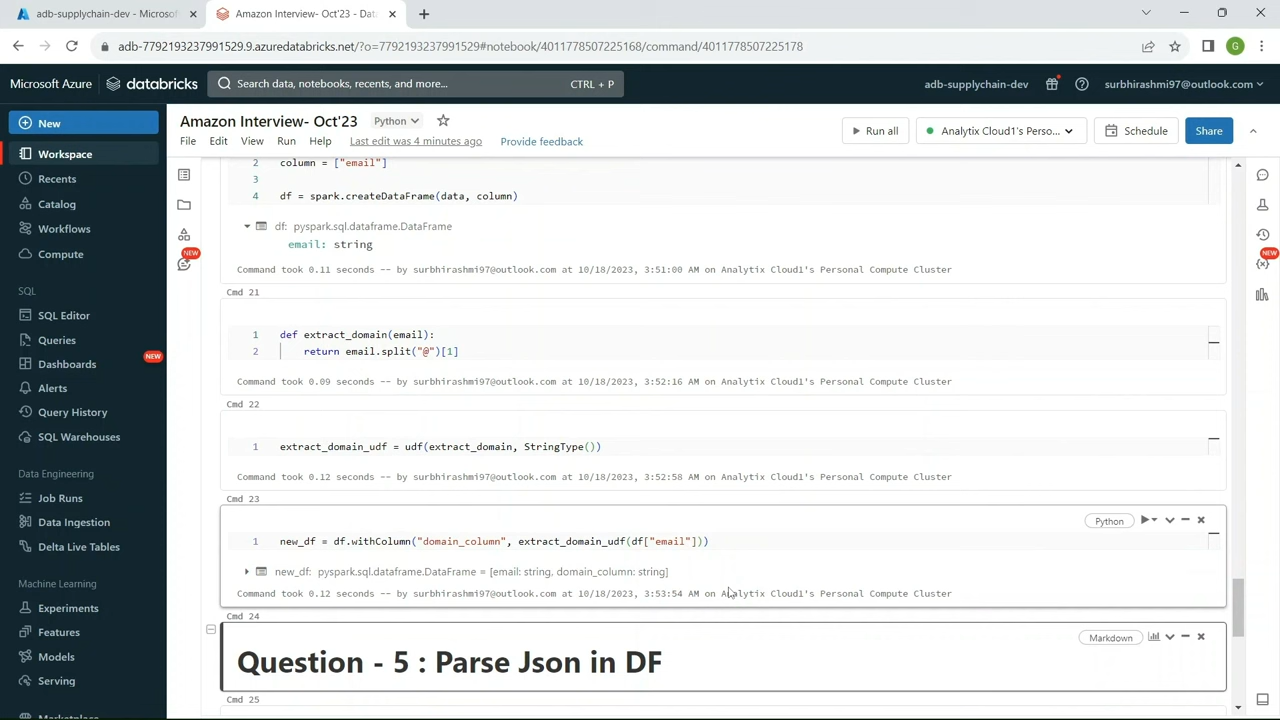 adb-supplychain-dev - Microsof
Amazon Interview- Oct'23 - Dat
adb-7792193237991529.9.azuredatabricks.net/?o=7792193237991529#notebook/4011778507225168/command/4011778507225178
G
Microsoft Azure
databricks
Search data, notebooks, recents, and more...
CTRL + P
adb-supplychain-dev
surbhirashmi97@outlook.com
New
Workspace
Recents
Catalog
Workflows
Compute
SQL
SQL Editor
Queries
Dashboards
NEW
Alerts
Query History
SQL Warehouses
Data Engineering
Job Runs
Data Ingestion
Delta Live Tables
Machine Learning
Experiments
Features
Models
Serving
Marketplace
Amazon Interview- Oct'23
Python
File Edit View Run Help Last edit was 4 minutes ago Provide feedback
Run all
Analytix Cloud1's Perso...
Schedule
Share
NEW
NEW
2 column = ["email"]
3
4 df = spark.createDataFrame(data, column)
df: pyspark.sql.dataframe.DataFrame
email: string
Command took 0.11 seconds -- by surbhirashmi97@outlook.com at 10/18/2023, 3:51:00 AM on Analytix Cloud1's Personal Compute Cluster
Cmd 21
1 def extract_domain(email):
2 return email.split("@")[1]
Command took 0.09 seconds -- by surbhirashmi97@outlook.com at 10/18/2023, 3:52:16 AM on Analytix Cloud1's Personal Compute Cluster
Cmd 22
1 extract_domain_udf = udf(extract_domain, StringType())
Command took 0.12 seconds -- by surbhirashmi97@outlook.com at 10/18/2023, 3:52:58 AM on Analytix Cloud1's Personal Compute Cluster
Cmd 23
Python
1 new_df = df.withColumn("domain_column", extract_domain_udf(df["email"]))
new_df: pyspark.sql.dataframe.DataFrame = [email: string, domain_column: string]
Command took 0.12 seconds -- by surbhirashmi97@outlook.com at 10/18/2023, 3:53:54 AM on Analytix Cloud1's Personal Compute Cluster
Cmd 24
Markdown
Question - 5 : Parse Json in DF
Cmd 25